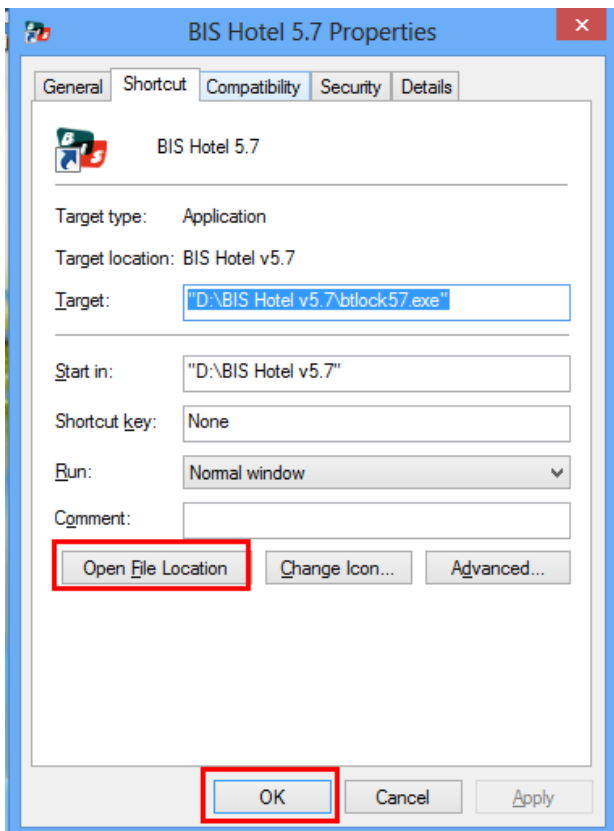 BIS Hotel 5.7 Properties
General Shortcut Compatibility Security Details
BIS
BIS Hotel 5.7
Target type: Application
Target location: BIS Hotel v5.7
Target: "D:\BIS Hotel v5.7\btlock57.exe"
Start in: "D:\BIS Hotel v5.7"
Shortcut key: None
Run: Normal window
Comment:
Open File Location Change Icon... Advanced...
OK Cancel Apply